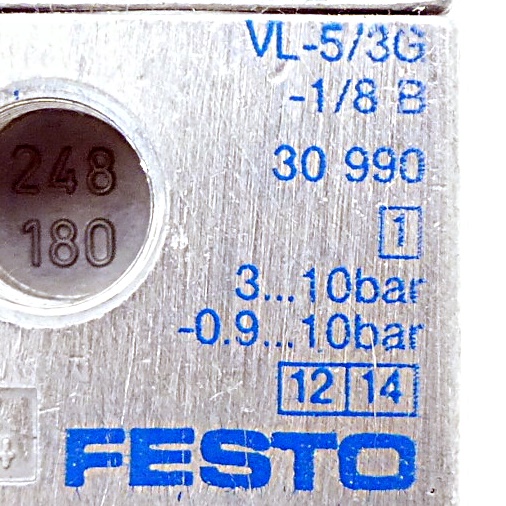 VL-5/3G
-1/8 B
30 990
248
180
1
3...10bar
-0.9...10bar
12 14
FESTO